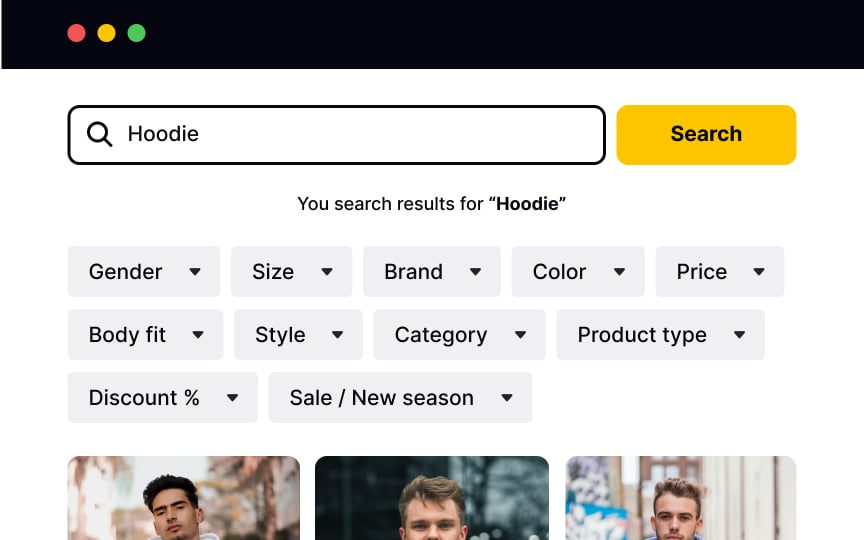 Hoodie
Search
You search results for “Hoodie”
Gender
Size
Brand
Color
Price
Body fit
Style
Category
Product type
Discount %
Sale / New season